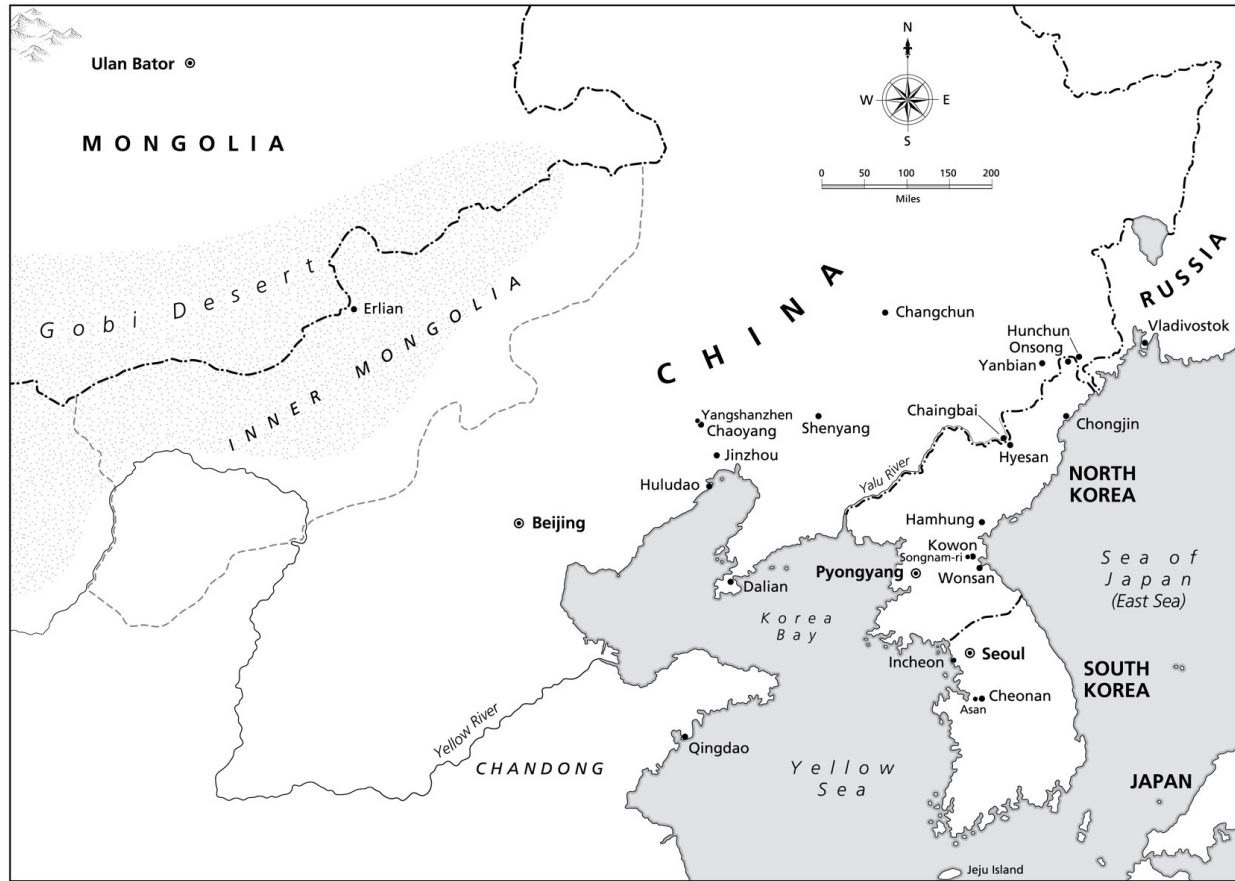 Ulan Bator
MONGOLIA
N
W
E
S
0 50 100 150 200
Miles
Gobi Desert
Erlian
INNER MONGOLIA
CHINA
RUSSIA
Changchun
Hunchun
Onsong
Vladivostok
Yanbian
Yangshanzhen
Chaoyang
Shenyang
Chaingbai
Chongjin
Jinzhou
Hyesan
Huludao
Yalu River
NORTH
KOREA
Beijing
Hamhung
Kowon
Songnam-ri
Pyongyang
Wonsan
Sea of
Japan
(East Sea)
Dalian
Korea
Bay
Incheon
Seoul
SOUTH
KOREA
Asan
Cheonan
Yellow River
Qingdao
CHANDONG
Yellow
Sea
JAPAN
Jeju Island